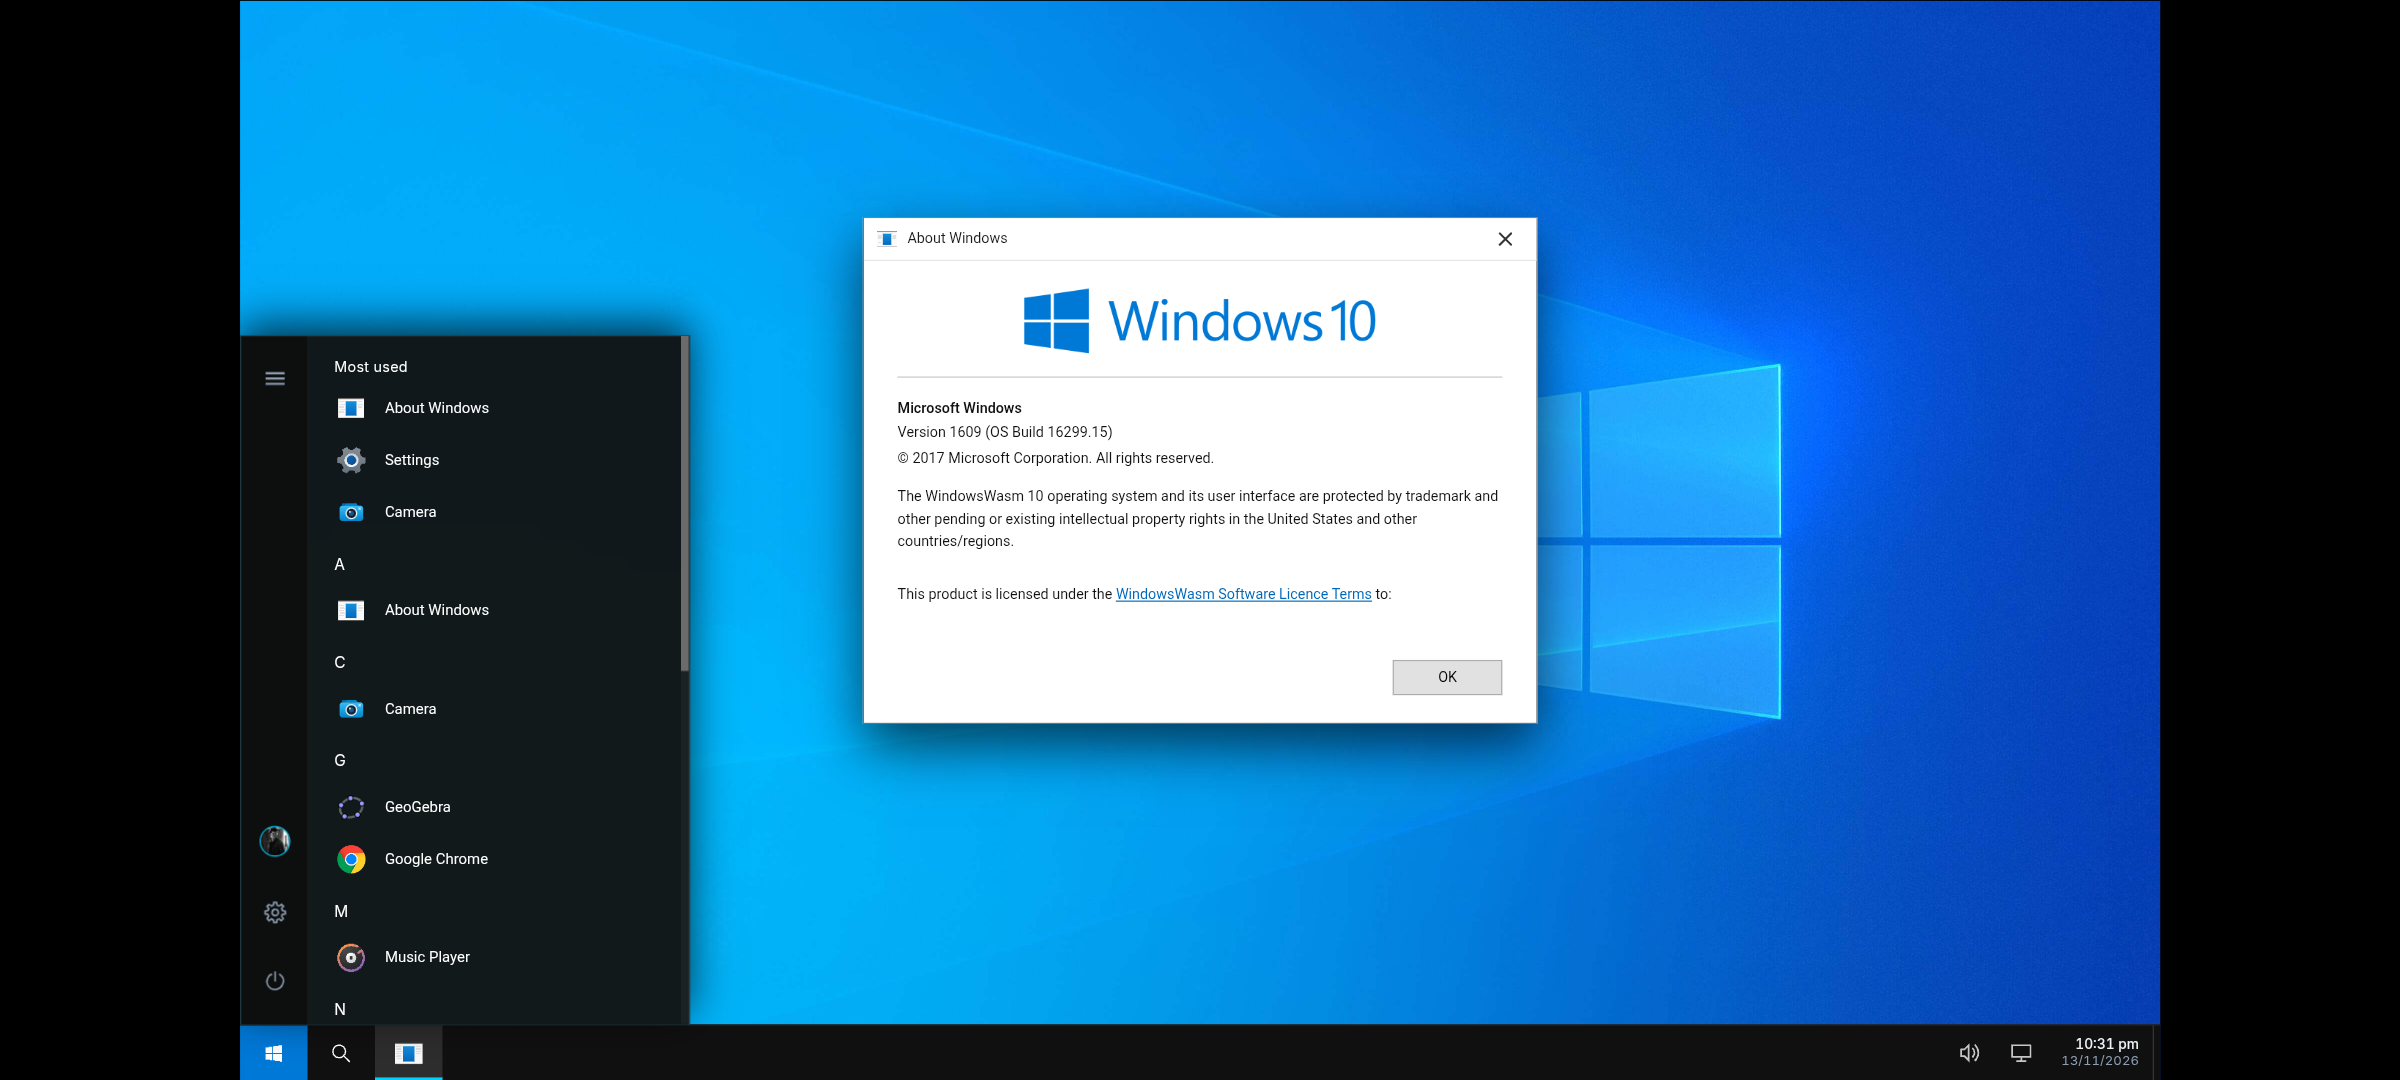 About Windows
Windows 10
Microsoft Windows
Version 1609 (OS Build 16299.15)
© 2017 Microsoft Corporation. All rights reserved.
The WindowsWasm 10 operating system and its user interface are protected by trademark and
other pending or existing intellectual property rights in the United States and other
countries/regions.
This product is licensed under the WindowsWasm Software Licence Terms to:
OK
Most used
About Windows
Settings
Camera
A
About Windows
C
Camera
G
GeoGebra
Google Chrome
M
Music Player
N
10:31 pm
13/11/2026